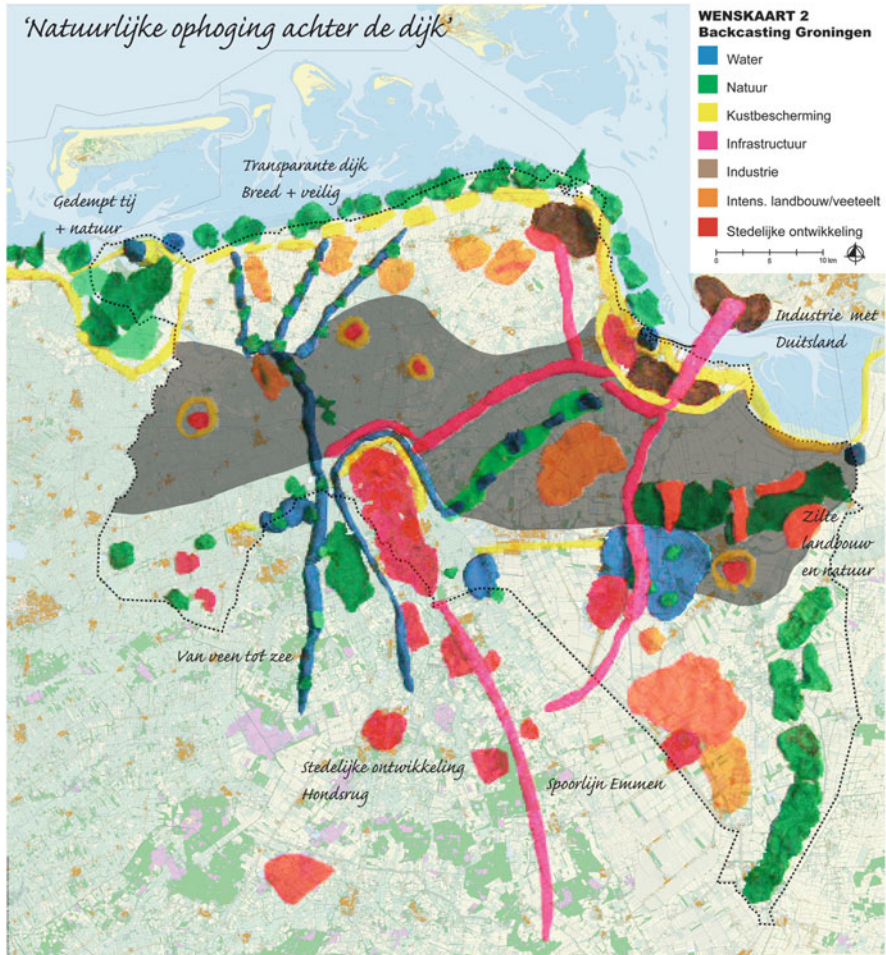 'Natuurlijke ophoging achter de dijk'
WENSKAART 2
Backcasting Groningen
Water
Natuur
Kustbescherming
Infrastructuur
Industrie
Intens. landbouw/veeteelt
Stedelijke ontwikkeling
0 5 10 km
Transparante dijk
Breed + veilig
Gedempt tij
+ natuur
Industrie met
Duitsland
Zilte
landbouw
en natuur
Van veen tot zee
Stedelijke ontwikkeling
Hondsrug
Spoorlijn Emmen